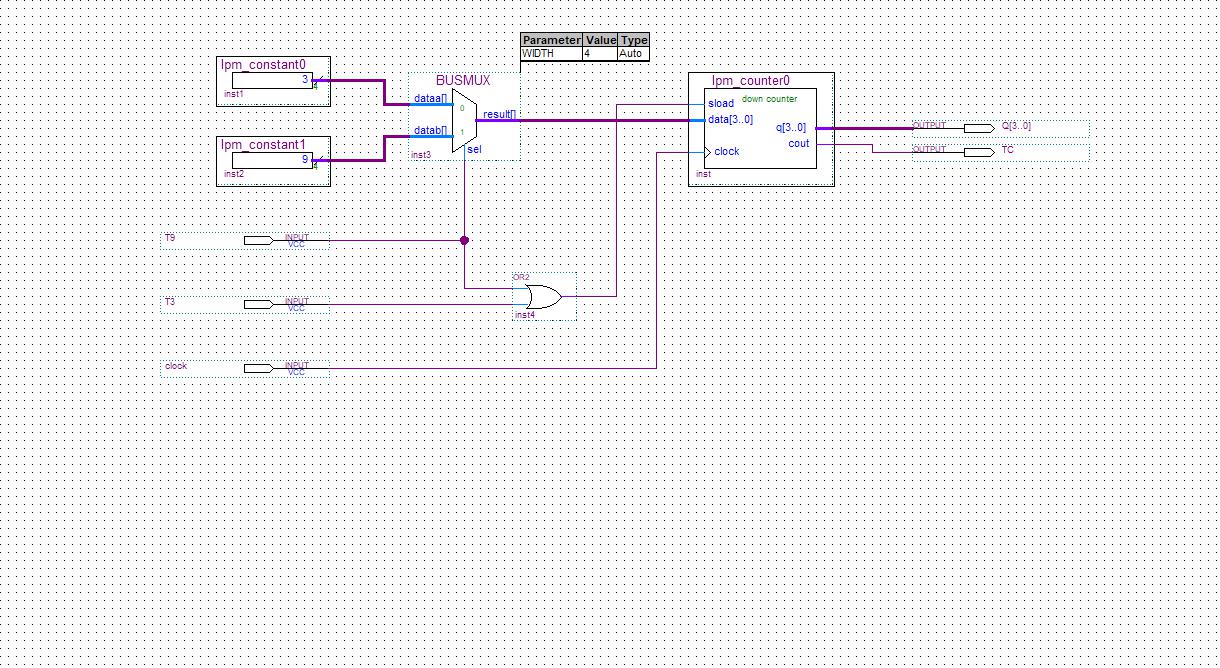 Parameter Value Type
WIDTH 4 Auto
lpm_constant0
3
4
inst1
BUSMUX
dataa[]
0
result[]
datab[]
1
sel
inst3
lpm_constant1
9
4
inst2
lpm_counter0
down counter
sload
data[3..0]
q[3..0]
cout
clock
inst
OUTPUT Q[3..0]
OUTPUT TC
T9 INPUT
VCC
OR2
inst4
T3 INPUT
VCC
clock INPUT
VCC